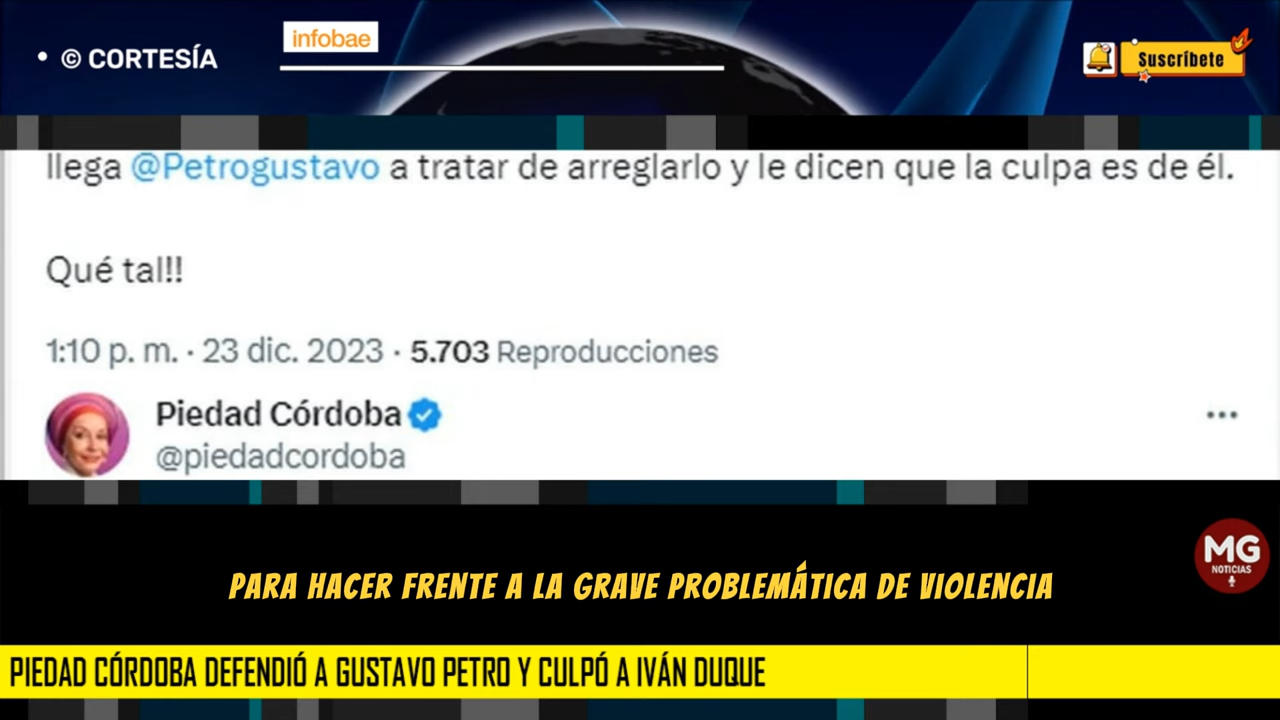 • © CORTESÍA
infobae
Suscríbete
llega @Petrogustavo a tratar de arreglarlo y le dicen que la culpa es de él.
Qué tal!!
1:10 p. m. · 23 dic. 2023 · 5.703 Reproducciones
Piedad Córdoba
@piedadcordoba
MG
NOTICIAS
PARA HACER FRENTE A LA GRAVE PROBLEMÁTICA DE VIOLENCIA
PIEDAD CÓRDOBA DEFENDIÓ A GUSTAVO PETRO Y CULPÓ A IVÁN DUQUE